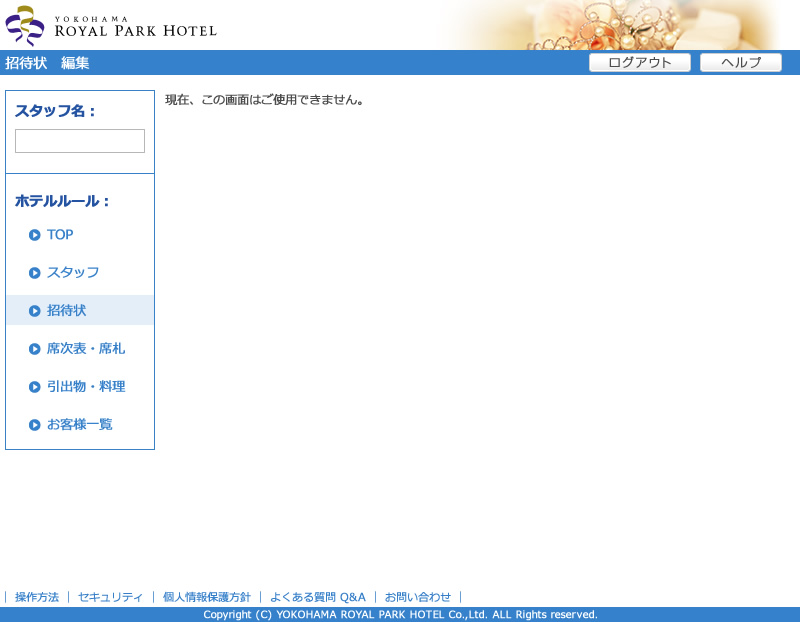 YOKOHAMA
ROYAL PARK HOTEL
招待状　編集
ログアウト
ヘルプ
スタッフ名：
現在、この画面はご使用できません。
ホテルルール：
TOP
スタッフ
招待状
席次表・席札
引出物・料理
お客様一覧
｜ 操作方法 ｜ セキュリティ ｜ 個人情報保護方針 ｜ よくある質問 Q&A ｜ お問い合わせ ｜
Copyright (C) YOKOHAMA ROYAL PARK HOTEL Co.,Ltd. ALL Rights reserved.